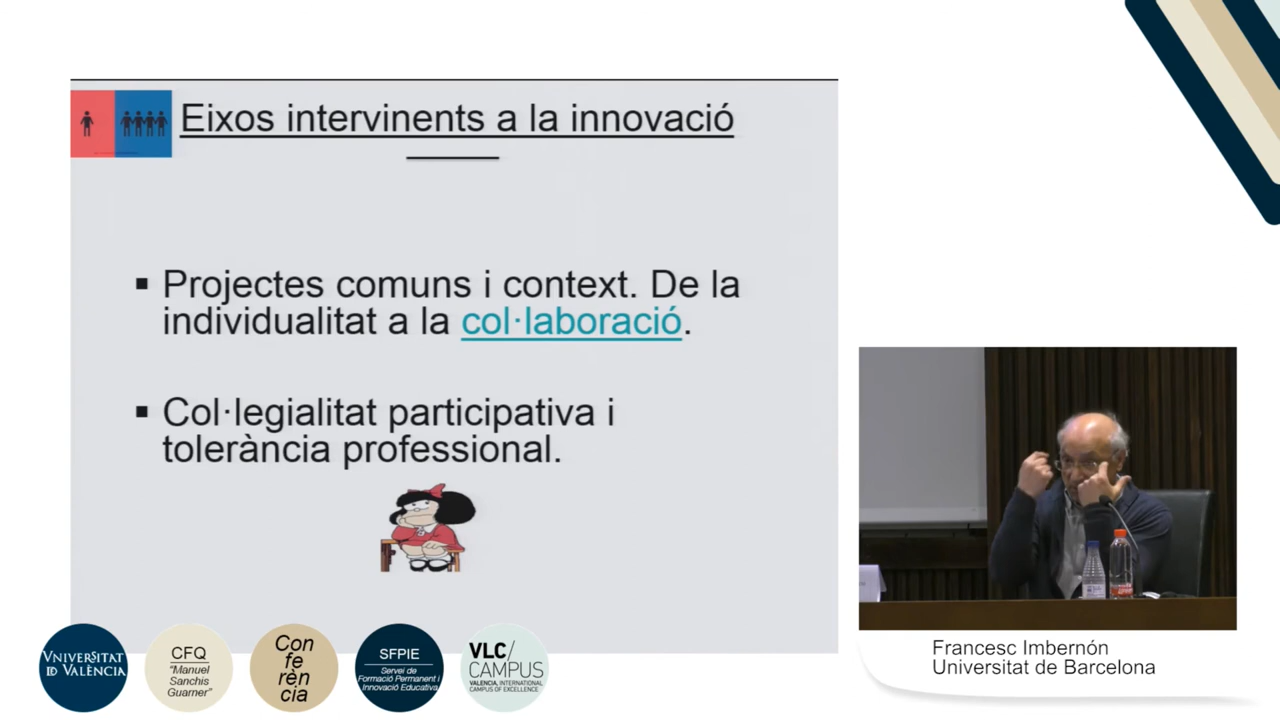 Eixos intervinents a la innovació
▪ Projectes comuns i context. De la
individualitat a la col·laboració.
▪ Col·legialitat participativa i
tolerància professional.
Francesc Imbernón
Universitat de Barcelona
VNIVERSITAT
ID VALÈNCIA
CFQ
"Manuel
Sanchis
Guarner"
Con
fe
rèn
cia
SFPIE
Servei de
Formació Permanent i
Innovació Educativa
VLC/
CAMPUS
VALENCIA, INTERNATIONAL
CAMPUS OF EXCELLENCE